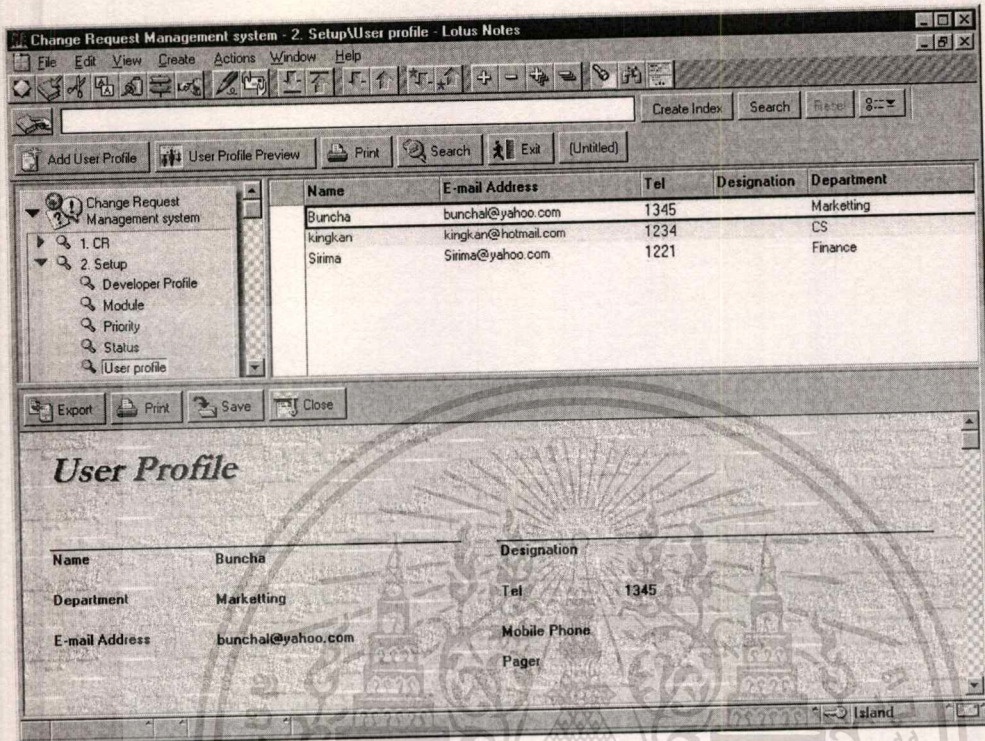 Change Request Management system - 2. Setup\User profile - Lotus Notes
File Edit View Create Actions Window Help
Create Index Search Reset
Add User Profile User Profile Preview Print Search Exit (Untitled)
Change Request Management system
1. CR
2. Setup
Developer Profile
Module
Priority
Status
User profile
Name E-mail Address Tel Designation Department
Buncha bunchal@yahoo.com 1345 Marketting
kingkan kingkan@hotmail.com 1234 CS
Sirima Sirima@yahoo.com 1221 Finance
Export Print Save Close
User Profile
Name Buncha Designation
Department Marketting Tel 1345
E-mail Address bunchal@yahoo.com Mobile Phone
Pager
Island